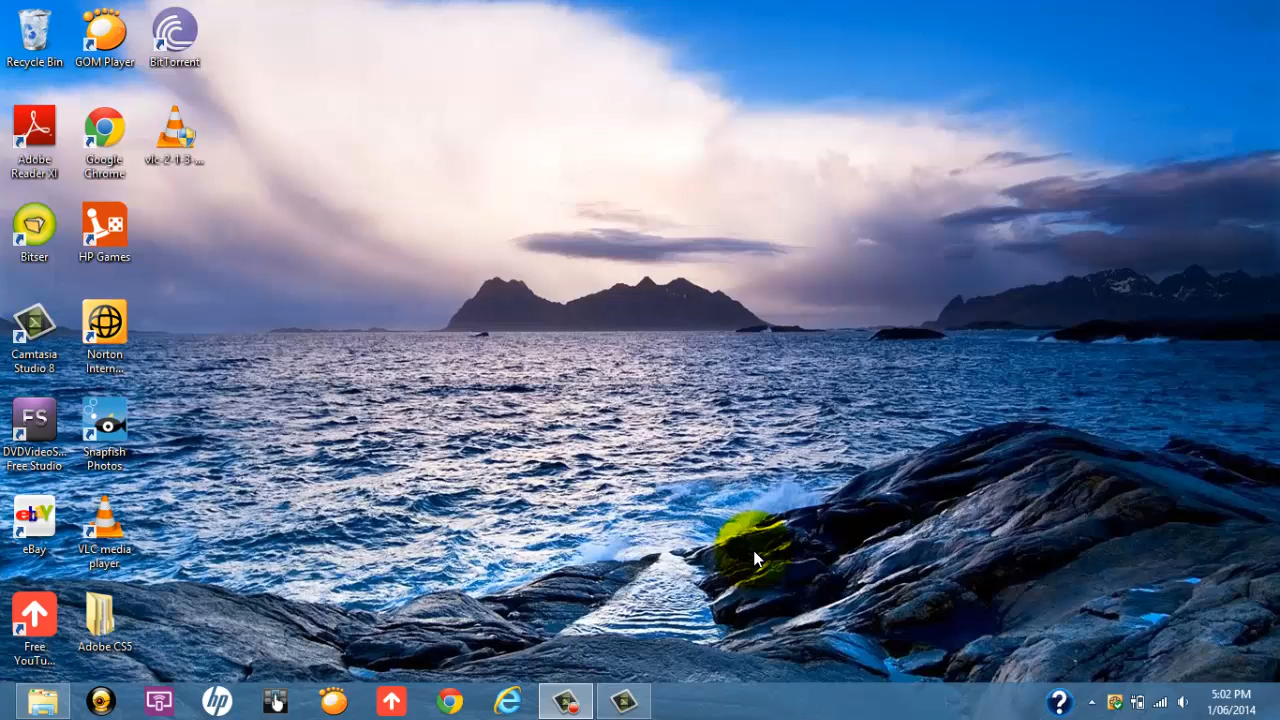 Recycle Bin
GOM Player
BitTorrent
Adobe
Reader XI
Google
Chrome
vlc-2-1-3-...
Bitser
HP Games
Camtasia
Studio 8
Norton
Intern...
FS
DVDVideoS...
Free Studio
Snapfish
Photos
ebY
eBay
VLC media
player
Free
YouTu...
Adobe CS5
hp
?
5:02 PM
1/06/2014